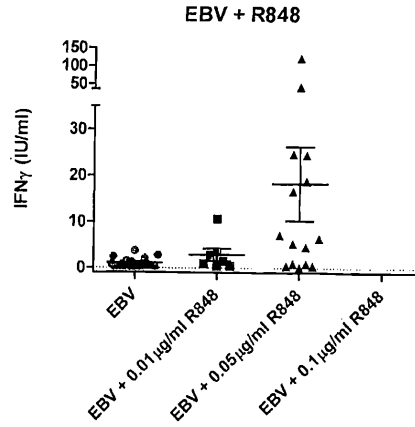 EBV + R848
150
100
50
30
20
10
0
IFNγ (IU/ml)
EBV
EBV + 0.01μg/ml R848
EBV + 0.05μg/ml R848
EBV + 0.1μg/ml R848